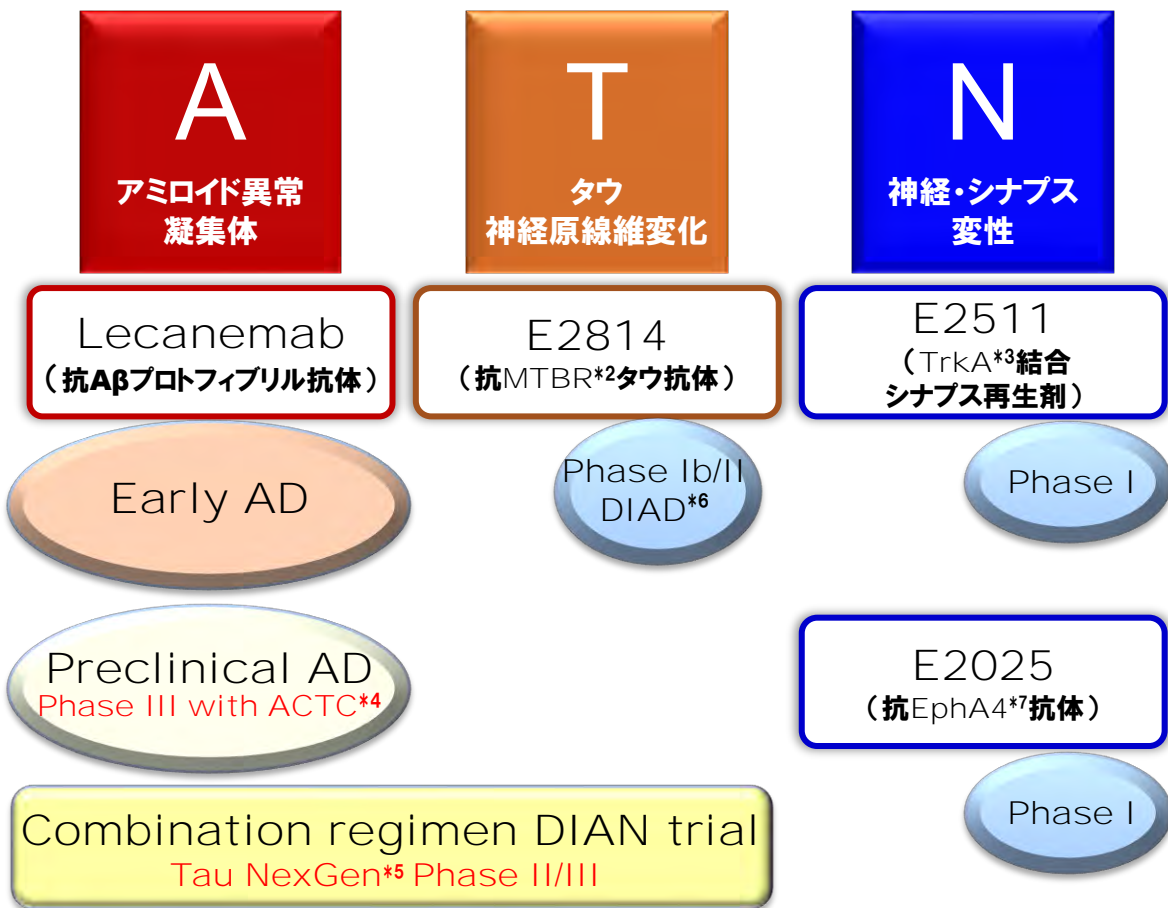 A
アミロイド異常
凝集体
T
タウ
神経原線維変化
N
神経・シナプス
変性
Lecanemab
（抗Aβプロトフィブリル抗体）
E2814
（抗MTBR*2タウ抗体）
E2511
（TrkA*3結合
シナプス再生剤）
Early AD
Phase Ib/II
DIAD*6
Phase I
Preclinical AD
Phase III with ACTC*4
E2025
（抗EphA4*7抗体）
Phase I
Combination regimen DIAN trial
Tau NexGen*5 Phase II/III